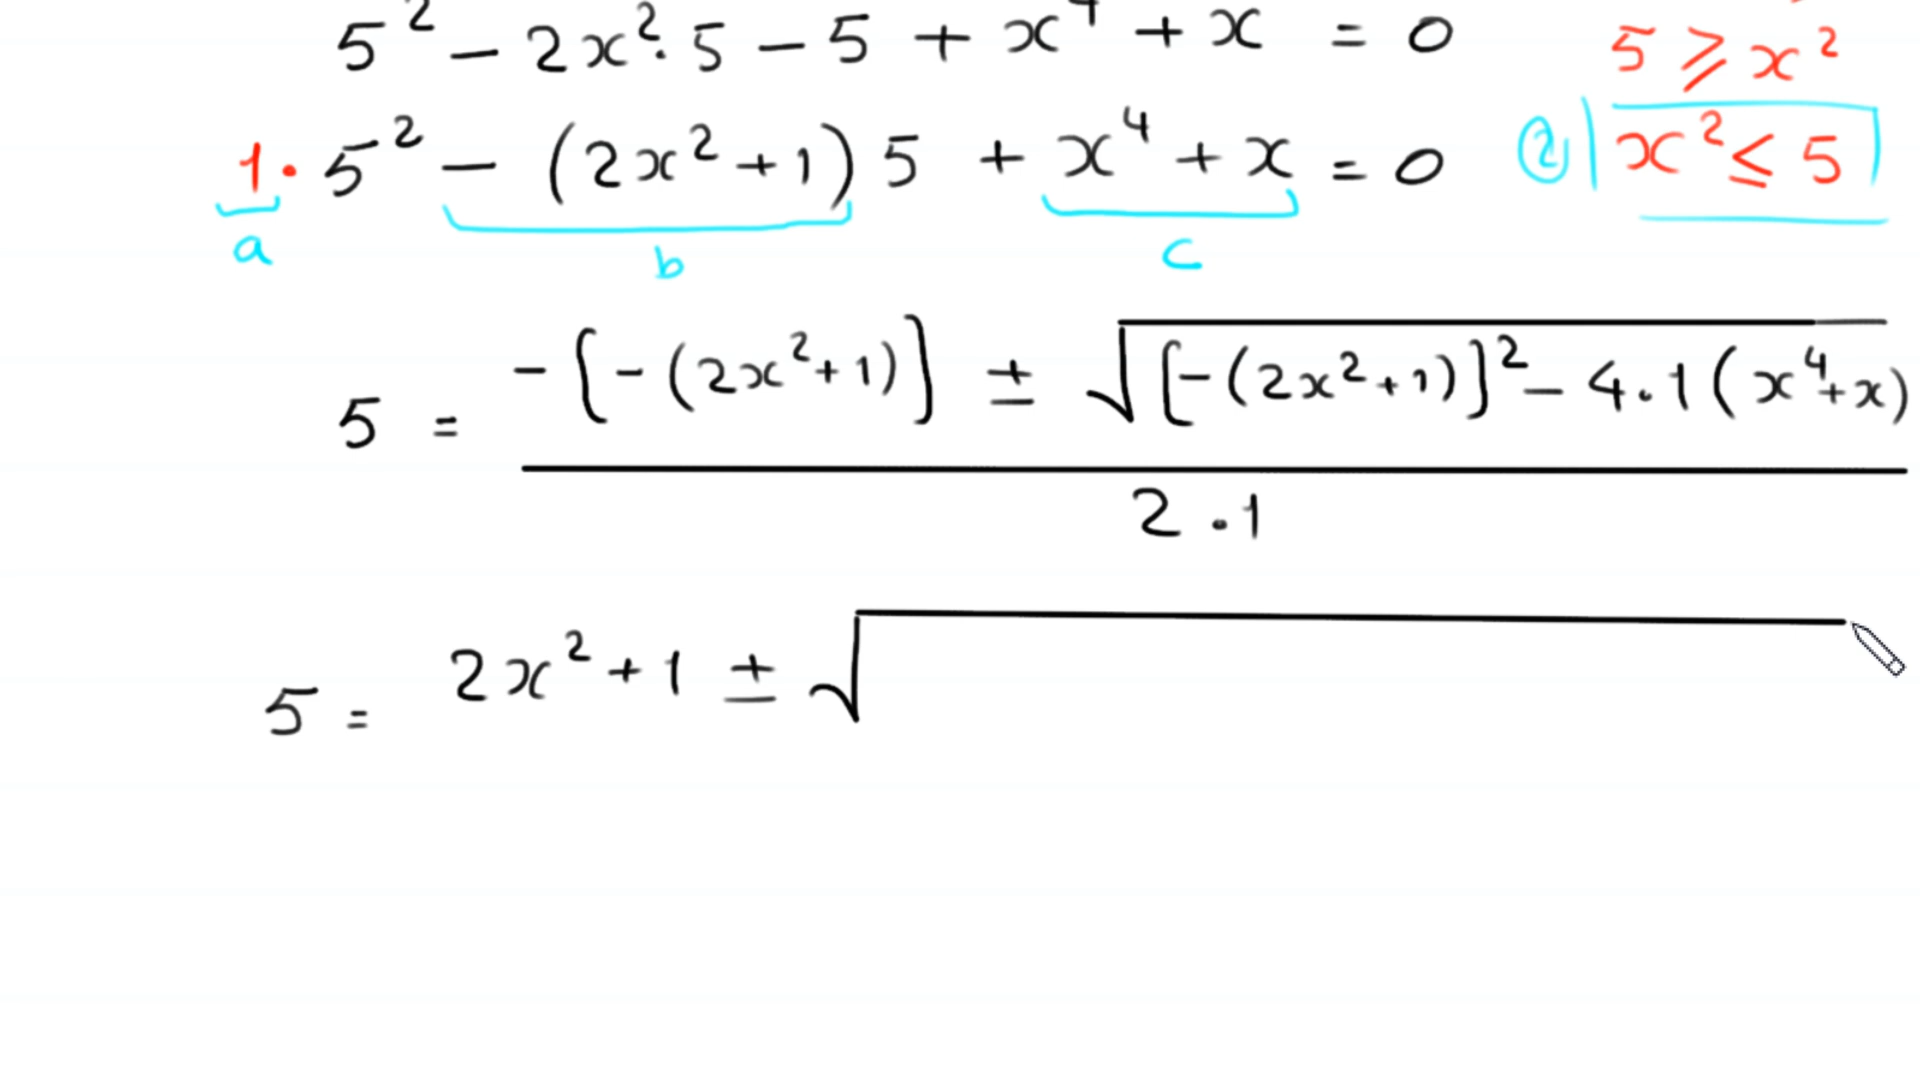 5² − 2x² · 5 − 5 + x⁴ + x = 0
5 ⩾ x²
1 · 5² − (2x² + 1) 5 + x⁴ + x = 0
② x² ≤ 5
a b c
5 = (−[−(2x² + 1)] ± √([−(2x² + 1)]² − 4 · 1 (x⁴ + x))) / (2 · 1)
5 = 2x² + 1 ± √